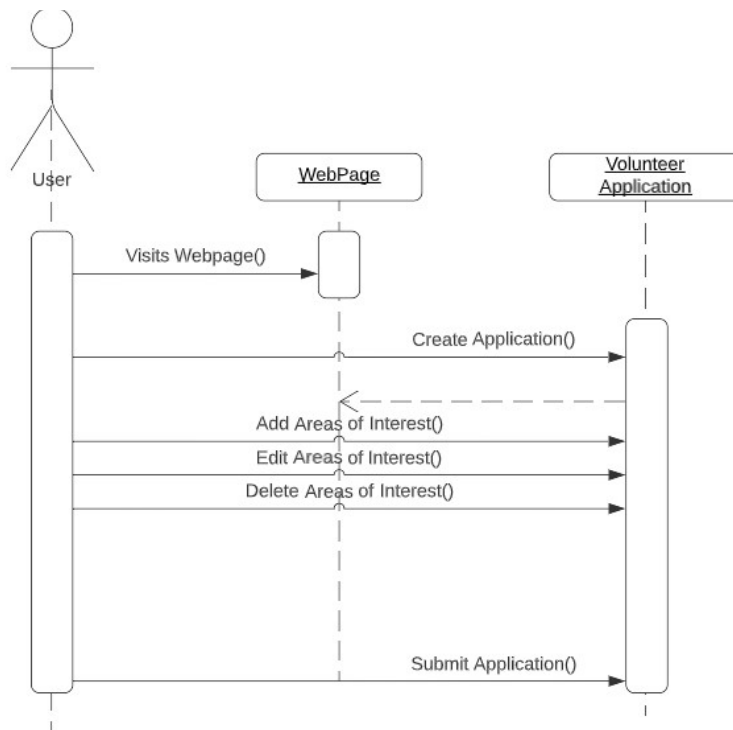 User
WebPage
Volunteer
Application
Visits Webpage()
Create Application()
Add Areas of Interest()
Edit Areas of Interest()
Delete Areas of Interest()
Submit Application()